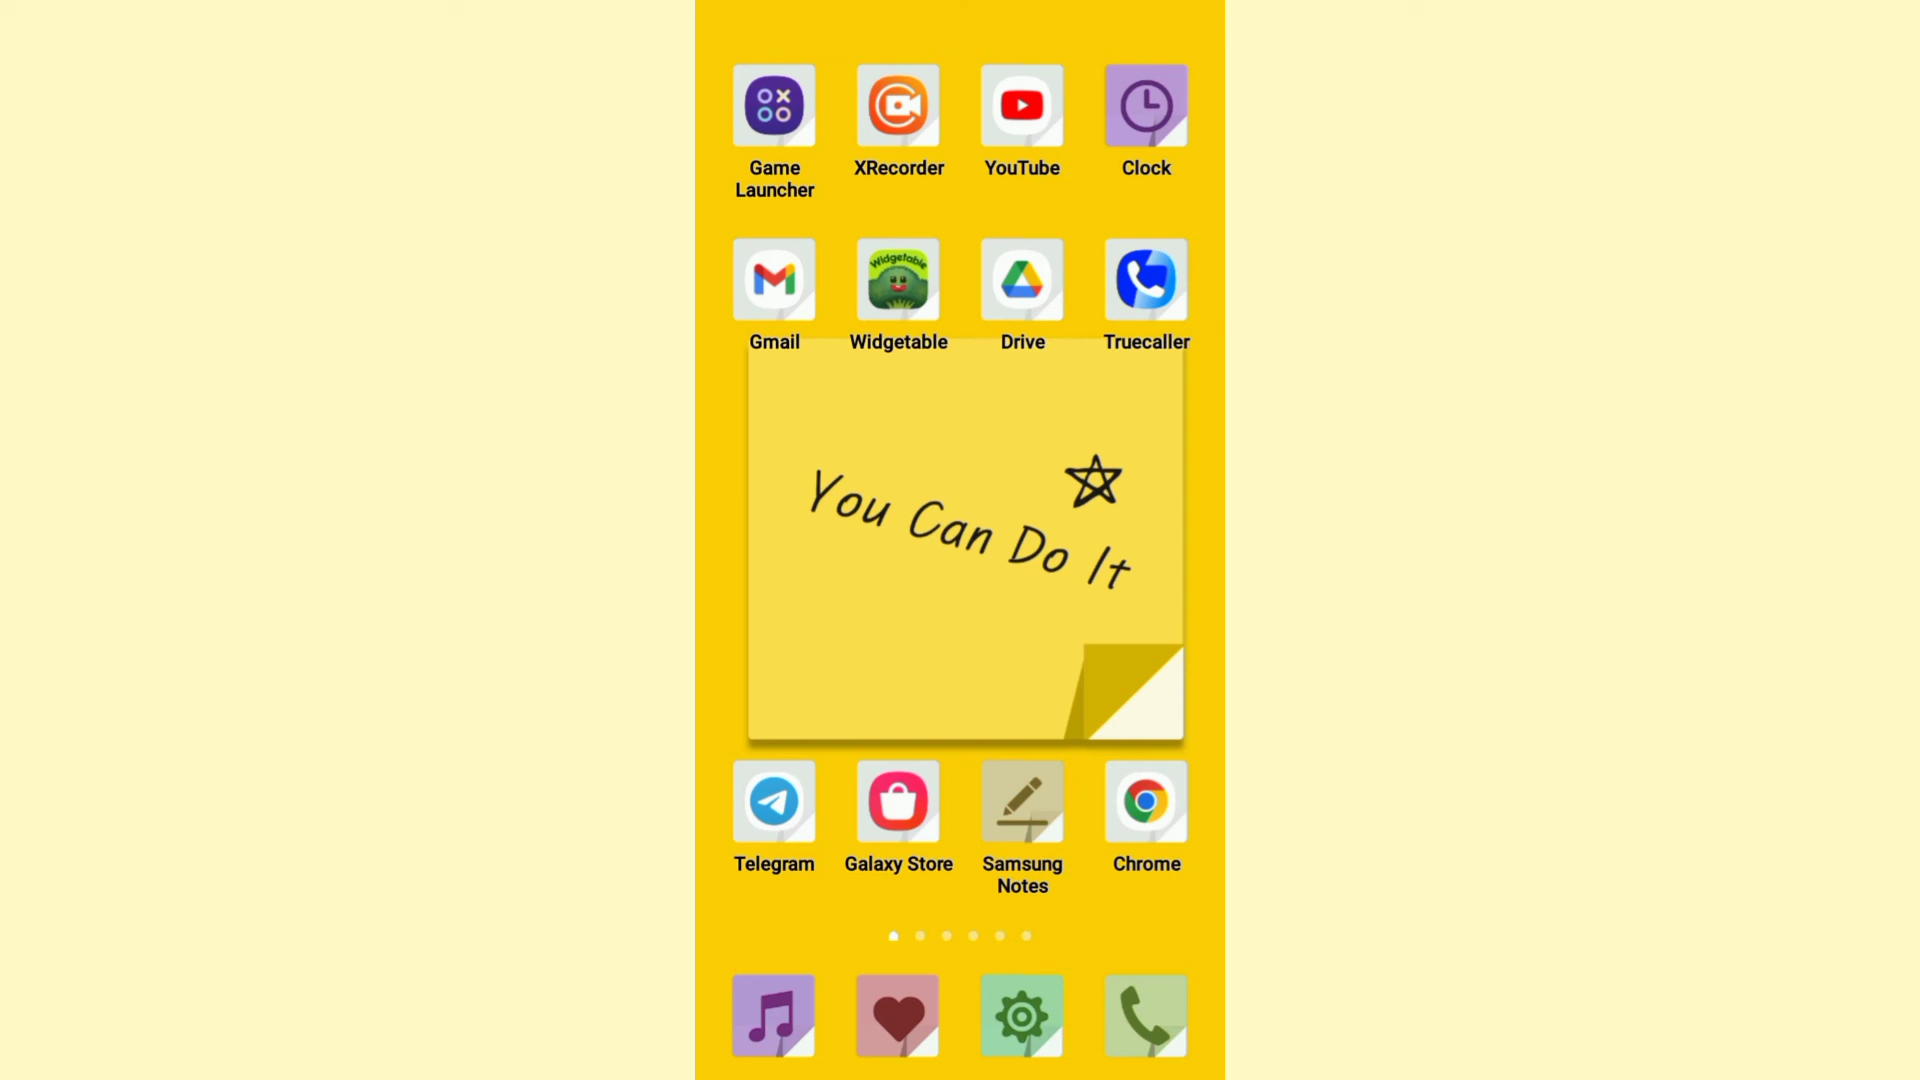 Game
Launcher
XRecorder
YouTube
Clock
Gmail
Widgetable
Widgetable
Drive
Truecaller
You Can Do It
Telegram
Galaxy Store
Samsung
Notes
Chrome